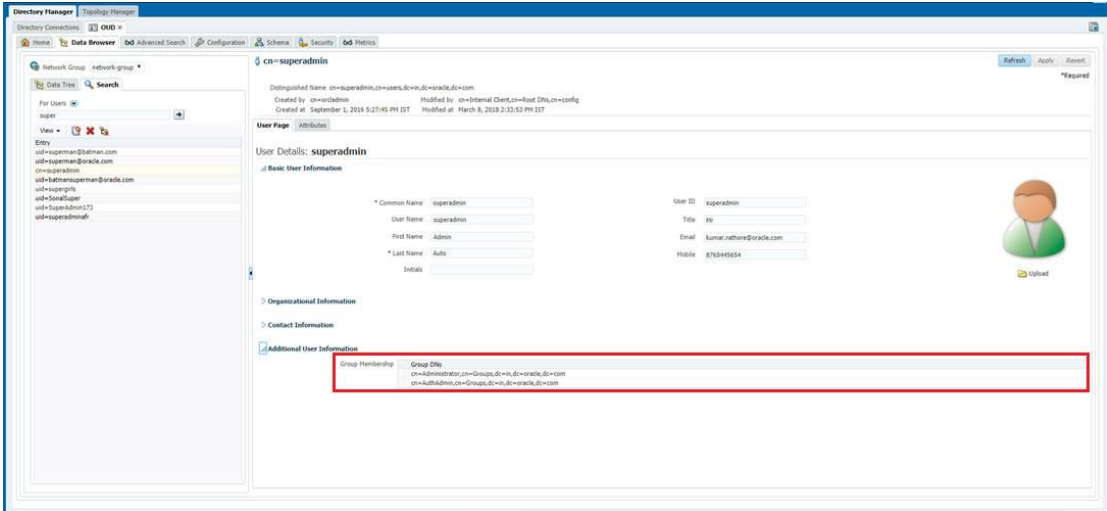 Directory Manager Topology Manager
Directory Connections OUD ×
Home Data Browser Advanced Search Configuration Schema Security Metrics
Network Group network-group
Data Tree Search
For Users
super
View
Entry
uid=superman@batman.com
uid=superman@oracle.com
cn=superadmin
uid=batmansuperman@oracle.com
uid=supergirls
uid=SonalSuper
uid=SuperAdmin173
uid=superadminafr
cn=superadmin
Refresh Apply Revert
*Required
Distinguished Name cn=superadmin,cn=users,dc=in,dc=oracle,dc=com
Created by cn=orcladmin Modified by cn=Internal Client,cn=Root DNs,cn=config
Created at September 1, 2016 5:27:45 PM IST Modified at March 8, 2018 2:33:53 PM IST
User Page Attributes
User Details: superadmin
Basic User Information
* Common Name superadmin User ID superadmin
User Name superadmin Title Mr
First Name Admin Email kumar.rathore@oracle.com
* Last Name Auto Mobile 8765445654
Initials
Upload
Organizational Information
Contact Information
Additional User Information
Group Membership Group DNs
cn=Administrator,cn=Groups,dc=in,dc=oracle,dc=com
cn=AuthAdmin,cn=Groups,dc=in,dc=oracle,dc=com